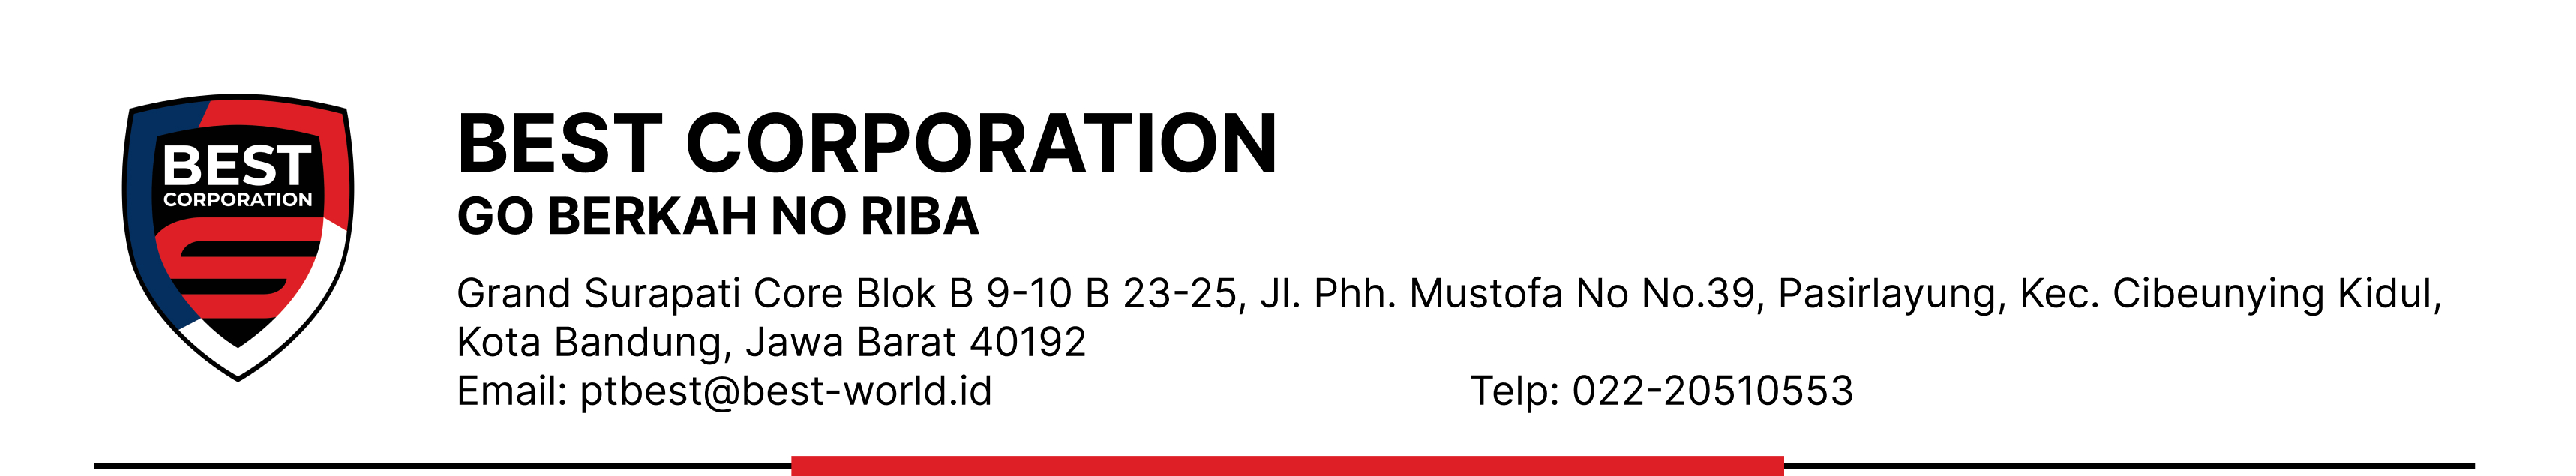 BEST
CORPORATION
BEST CORPORATION
GO BERKAH NO RIBA
Grand Surapati Core Blok B 9-10 B 23-25, Jl. Phh. Mustofa No No.39, Pasirlayung, Kec. Cibeunying Kidul,
Kota Bandung, Jawa Barat 40192
Email: ptbest@best-world.id Telp: 022-20510553